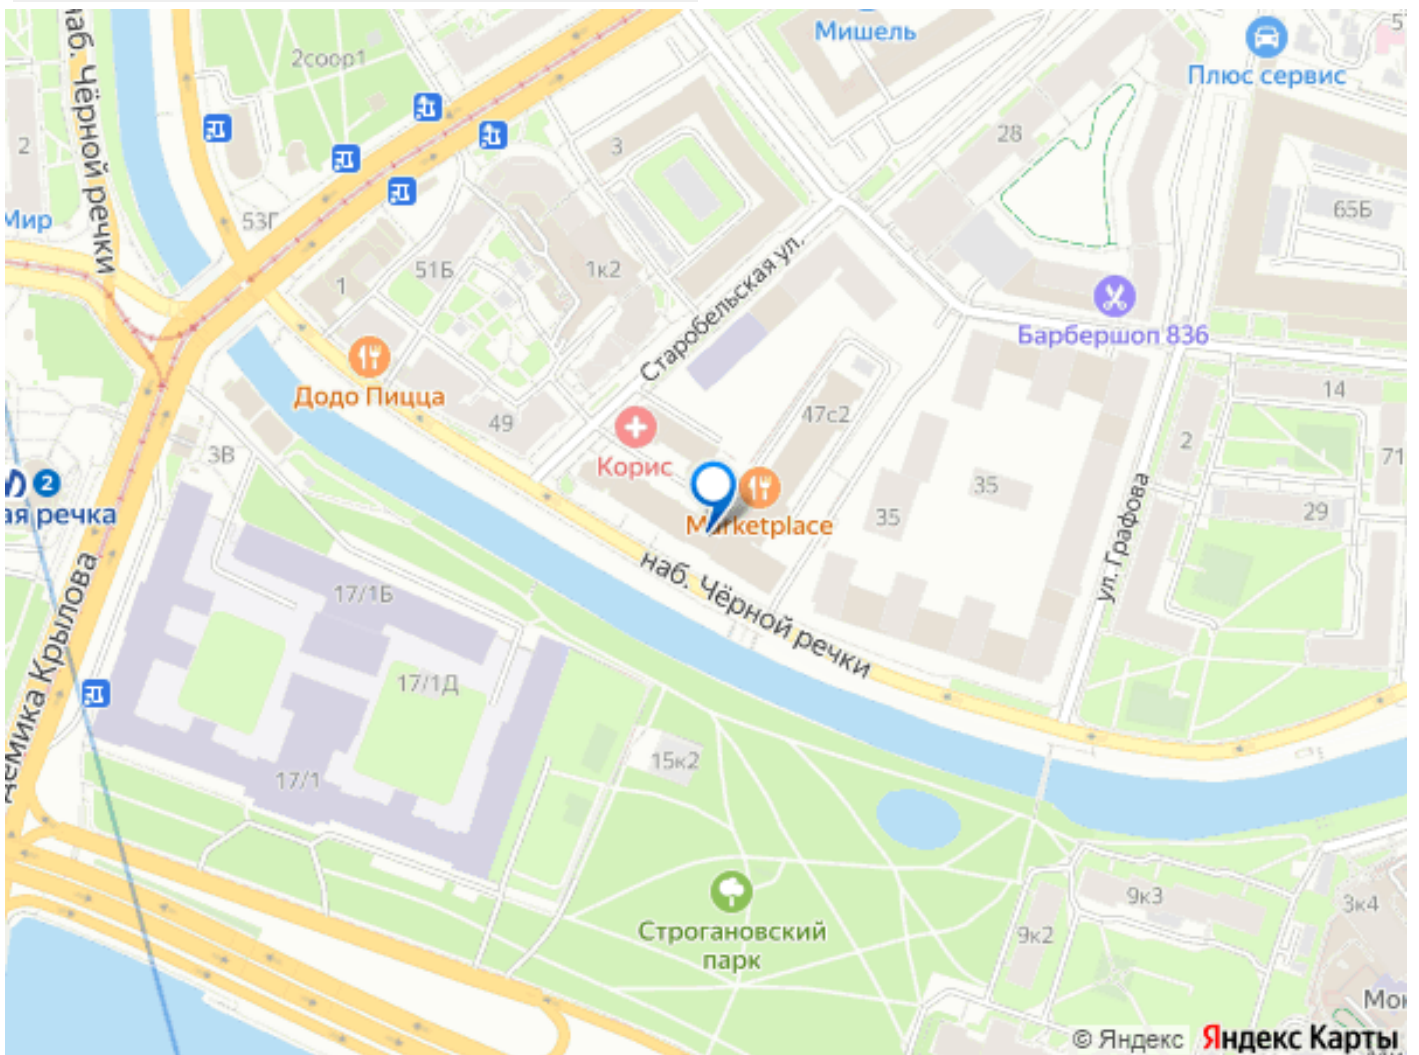 наб. Чёрной речки
2соор1
Мишель
Плюс сервис
2
3
28
65Б
53Г
Мир
51Б
1к2
1
Старобельская ул.
Барбершоп 836
Додо Пицца
14
49
47с2
2
71
3В
Корис
2
ая речка
35
35
29
Marketplace
ул. Графова
наб. Чёрной речки
17/1Б
17/1Д
демика Крылова
15к2
17/1
9к3
3к4
Строгановский
парк
9к2
Мон
© Яндекс Яндекс Карты